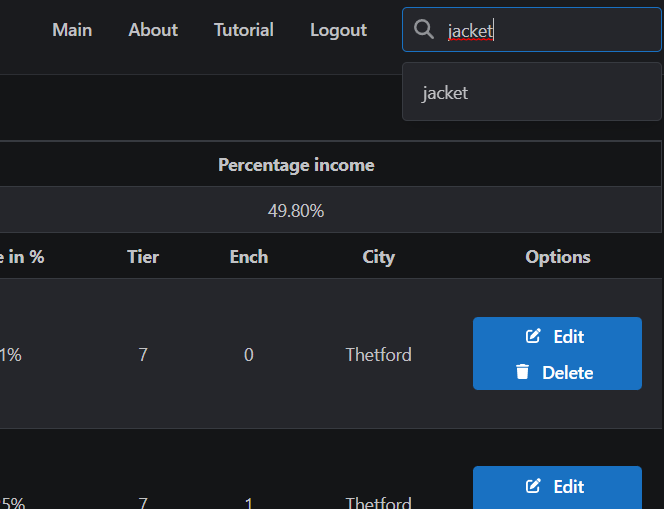 Main About Tutorial Logout jacket
jacket
Percentage income
49.80%
in % Tier Ench City Options
1% 7 0 Thetford Edit
Delete
5% 7 1 Thetford Edit